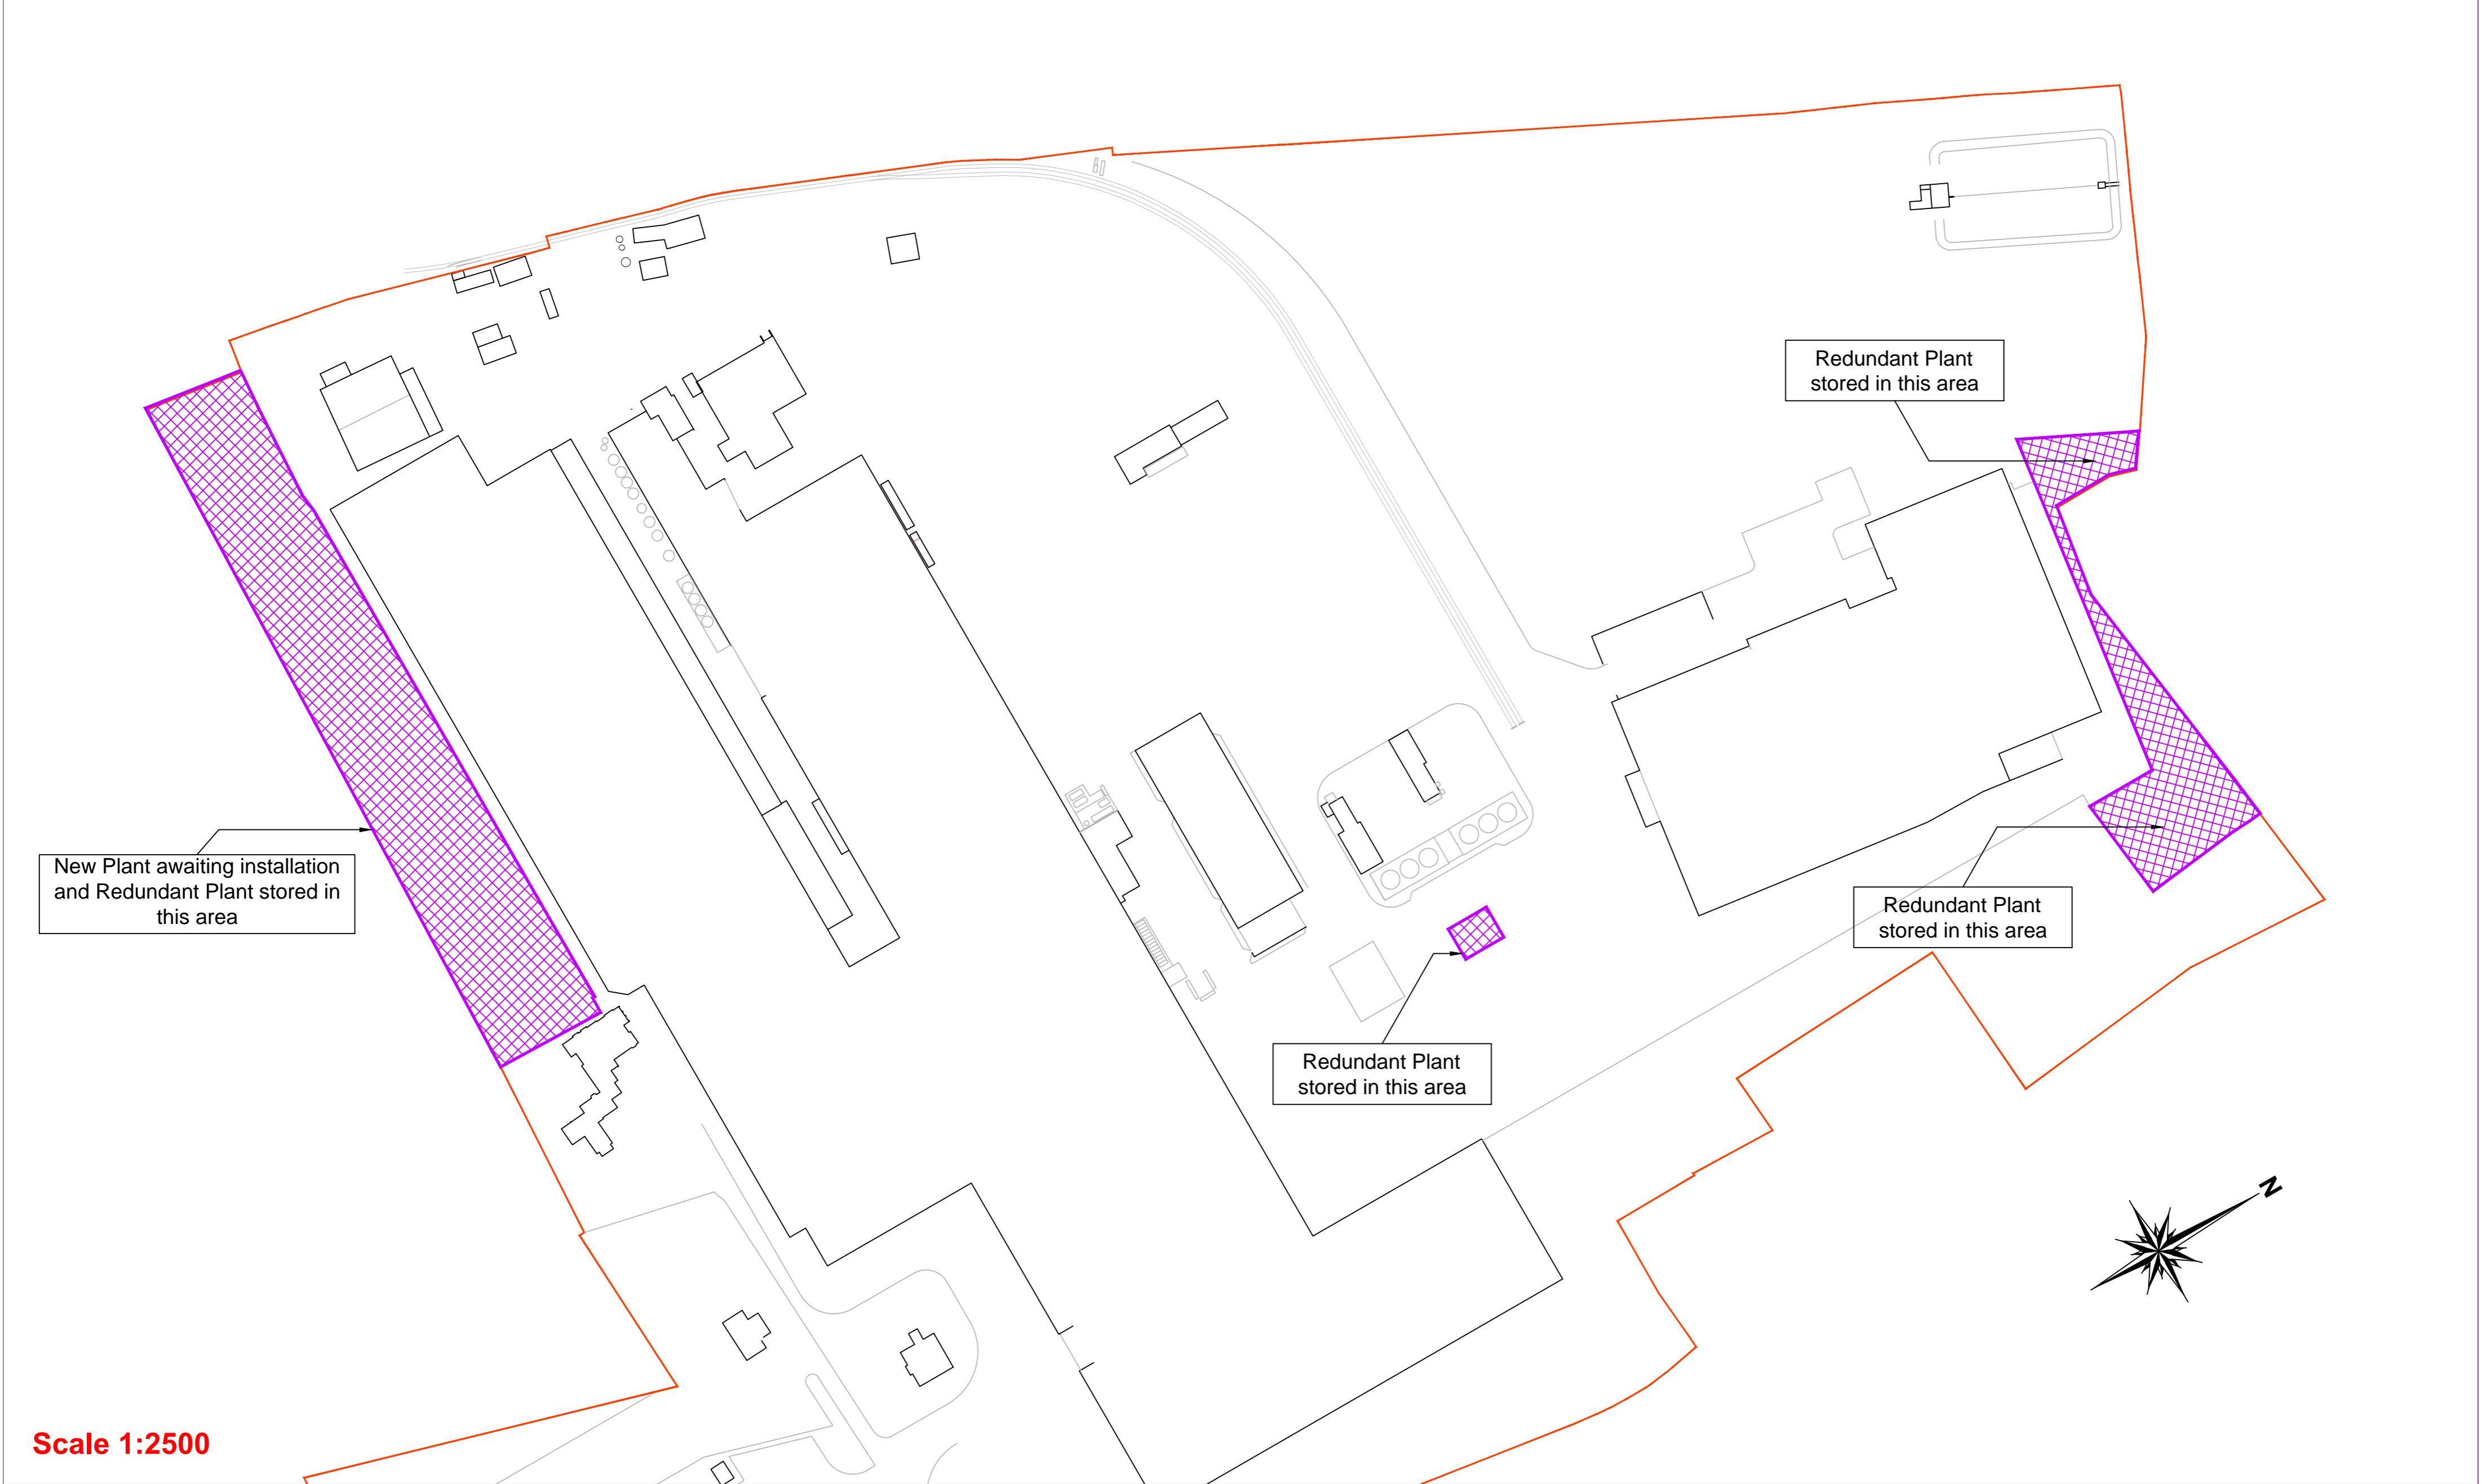 Redundant Plant
stored in this area
New Plant awaiting installation
and Redundant Plant stored in
this area
Redundant Plant
stored in this area
Redundant Plant
stored in this area
N
Scale 1:2500